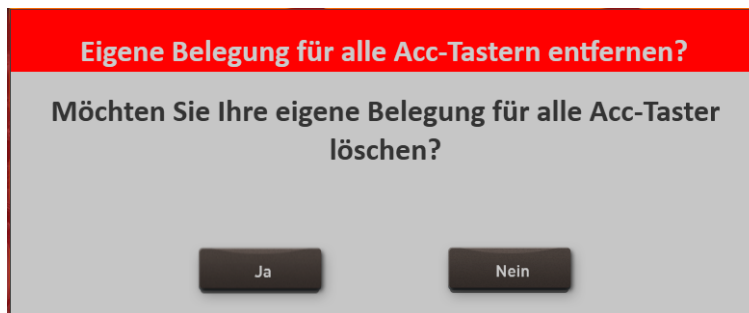 Eigene Belegung für alle Acc-Tastern entfernen?
Möchten Sie Ihre eigene Belegung für alle Acc-Taster
löschen?
Ja
Nein